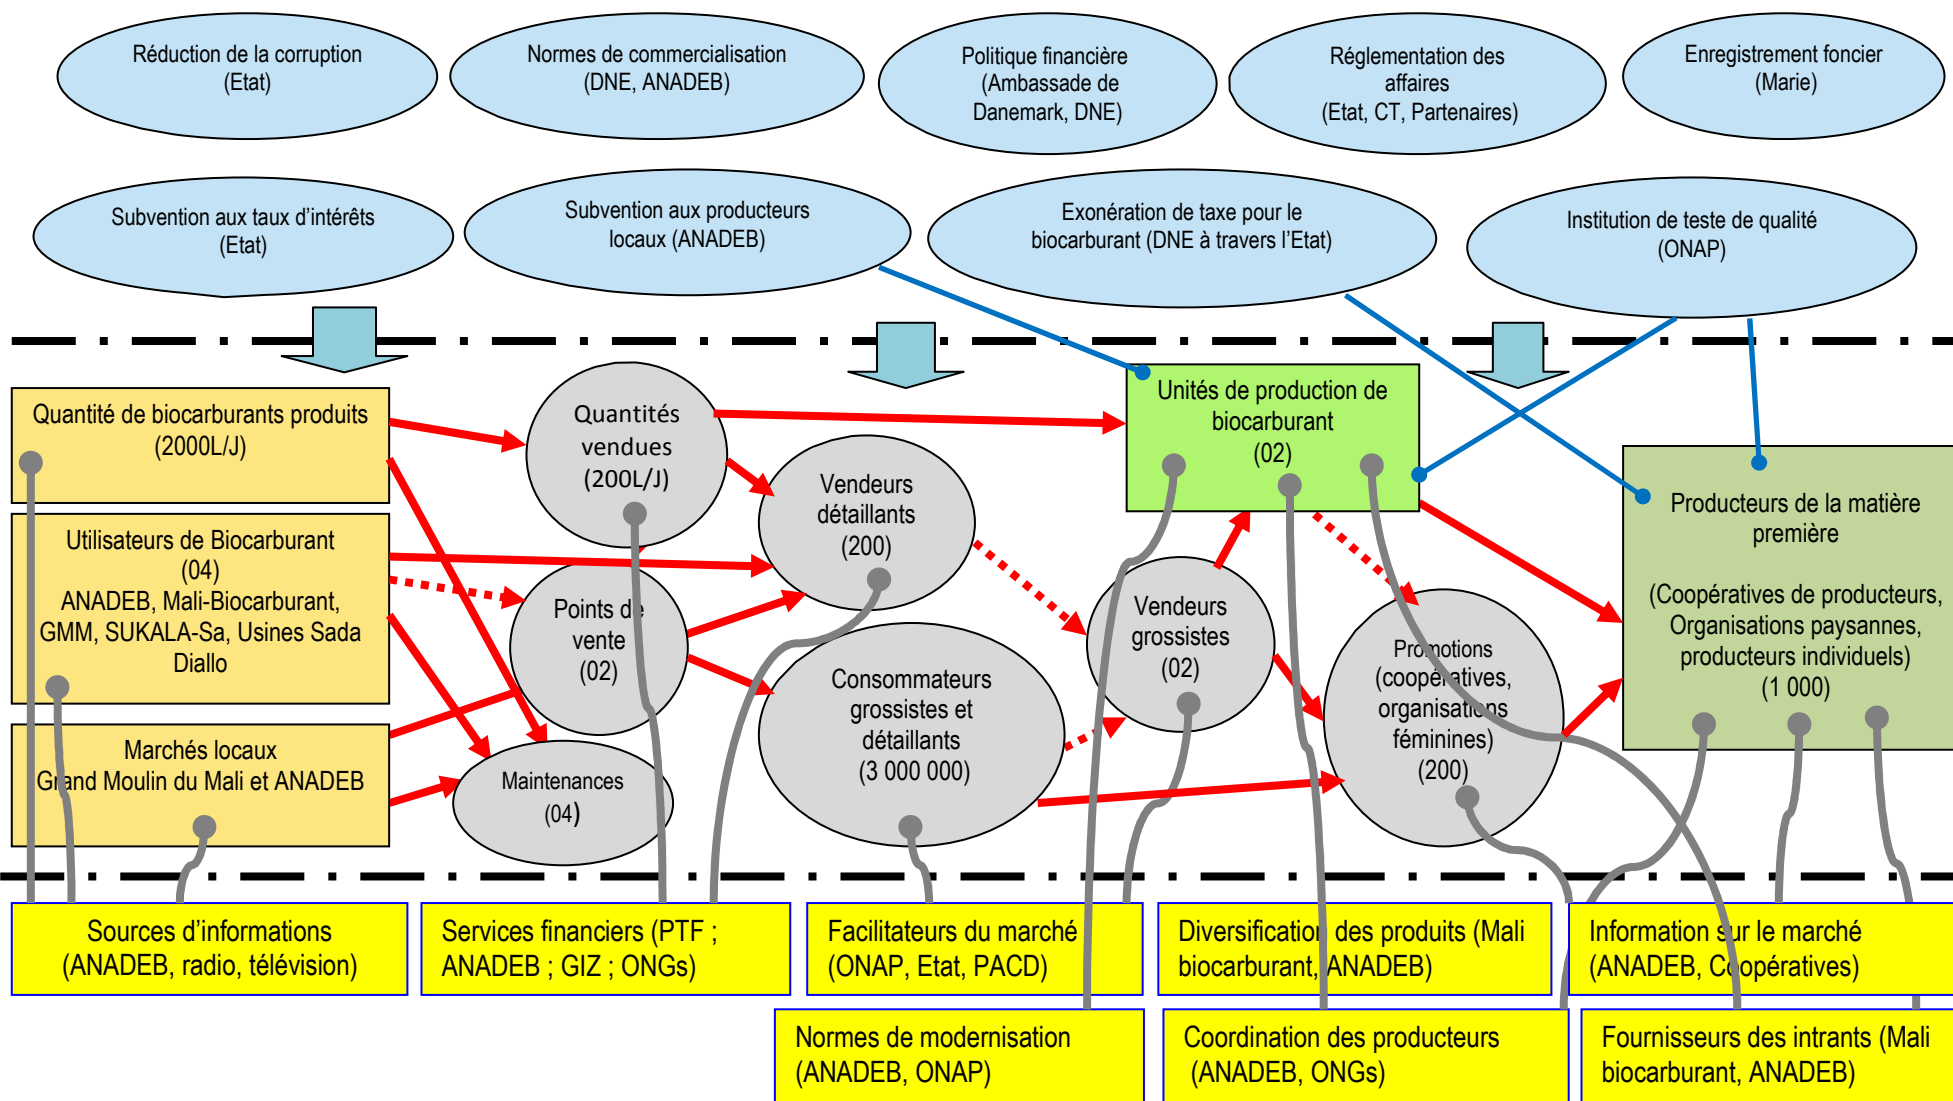 Réduction de la corruption
(Etat)
Normes de commercialisation
(DNE, ANADEB)
Politique financière
(Ambassade de
Danemark, DNE)
Réglementation des
affaires
(Etat, CT, Partenaires)
Enregistrement foncier
(Marie)
Subvention aux taux d’intérêts
(Etat)
Subvention aux producteurs
locaux (ANADEB)
Exonération de taxe pour le
biocarburant (DNE à travers l’Etat)
Institution de teste de qualité
(ONAP)
Quantité de biocarburants produits
(2000L/J)
Utilisateurs de Biocarburant
(04)
ANADEB, Mali-Biocarburant,
GMM, SUKALA-Sa, Usines Sada
Diallo
Marchés locaux
Grand Moulin du Mali et ANADEB
Quantités
vendues
(200L/J)
Points de
vente
(02)
Maintenances
(04)
Vendeurs
détaillants
(200)
Consommateurs
grossistes et
détaillants
(3 000 000)
Vendeurs
grossistes
(02)
Unités de production de
biocarburant
(02)
Promotions
(coopératives,
organisations
féminines)
(200)
Producteurs de la matière
première
(Coopératives de producteurs,
Organisations paysannes,
producteurs individuels)
(1 000)
Sources d’informations
(ANADEB, radio, télévision)
Services financiers (PTF ;
ANADEB ; GIZ ; ONGs)
Facilitateurs du marché
(ONAP, Etat, PACD)
Diversification des produits (Mali
biocarburant, ANADEB)
Information sur le marché
(ANADEB, Coopératives)
Normes de modernisation
(ANADEB, ONAP)
Coordination des producteurs
(ANADEB, ONGs)
Fournisseurs des intrants (Mali
biocarburant, ANADEB)